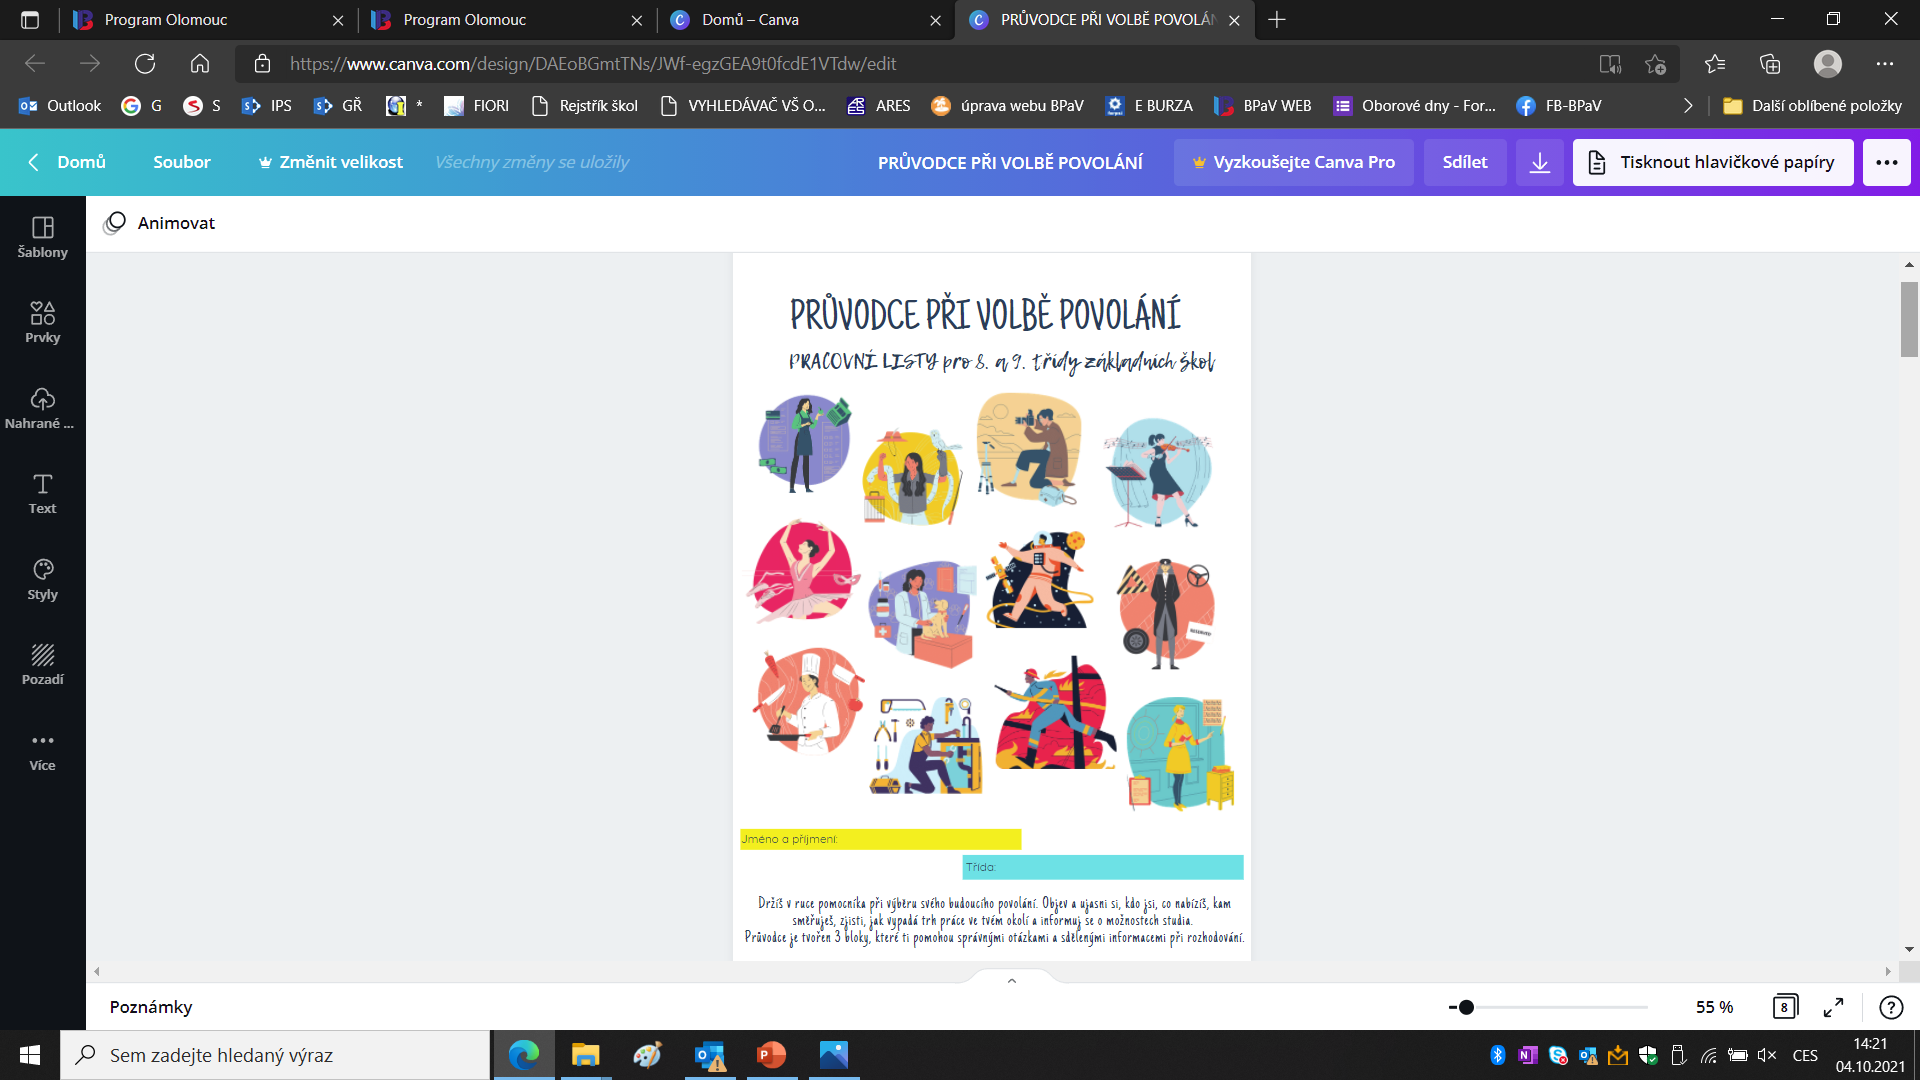 Program Olomouc
Program Olomouc
Domů – Canva
PRŮVODCE PŘI VOLBĚ POVOLÁN
https://www.canva.com/design/DAEoBGmtTNs/JWf-egzGEA9t0fcdE1VTdw/edit
Outlook
G
S
IPS
GŘ
*
FIORI
Rejstřík škol
VYHLEDÁVAČ VŠ O...
ARES
úprava webu BPaV
E BURZA
BPaV WEB
Oborové dny - For...
FB-BPaV
Další oblíbené položky
Domů
Soubor
Změnit velikost
Všechny změny se uložily
PRŮVODCE PŘI VOLBĚ POVOLÁNÍ
Vyzkoušejte Canva Pro
Sdílet
Tisknout hlavičkové papíry
Animovat
Šablony
Prvky
Nahrané ...
Text
Styly
Pozadí
Více
PRŮVODCE PŘI VOLBĚ POVOLÁNÍ
PRACOVNÍ LISTY pro 8. a 9. třídy základních škol
RESERVED
Jméno a příjmení:
Třída:
Držíš v ruce pomocníka při výběru svého budoucího povolání. Objev a ujasni si, kdo jsi, co nabízíš, kam
směřuješ, zjisti, jak vypadá trh práce ve tvém okolí a informuj se o možnostech studia.
Průvodce je tvořen 3 bloky, které ti pomohou správnými otázkami a sdělenými informacemi při rozhodování.
Poznámky
55 %
8
Sem zadejte hledaný výraz
CES
14:21
04.10.2021